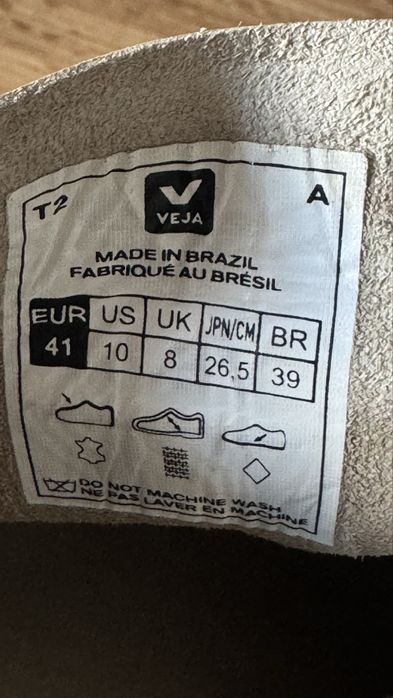 T2
A
V
VEJA
MADE IN BRAZIL
FABRIQUÉ AU BRÉSIL
EUR US UK JPN/CM BR
41 10 8 26,5 39
DO NOT MACHINE WASH
NE PAS LAVER EN MACHINE